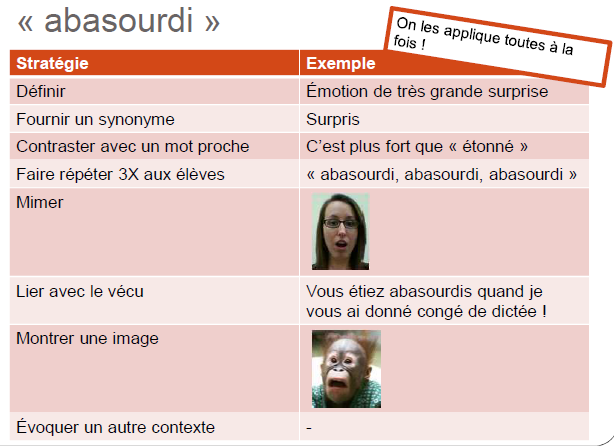 « abasourdi »
On les applique toutes à la
fois !
Stratégie Exemple
Définir Émotion de très grande surprise
Fournir un synonyme Surpris
Contraster avec un mot proche C'est plus fort que « étonné »
Faire répéter 3X aux élèves « abasourdi, abasourdi, abasourdi »
Mimer
Lier avec le vécu Vous étiez abasourdis quand je
vous ai donné congé de dictée !
Montrer une image
Évoquer un autre contexte -